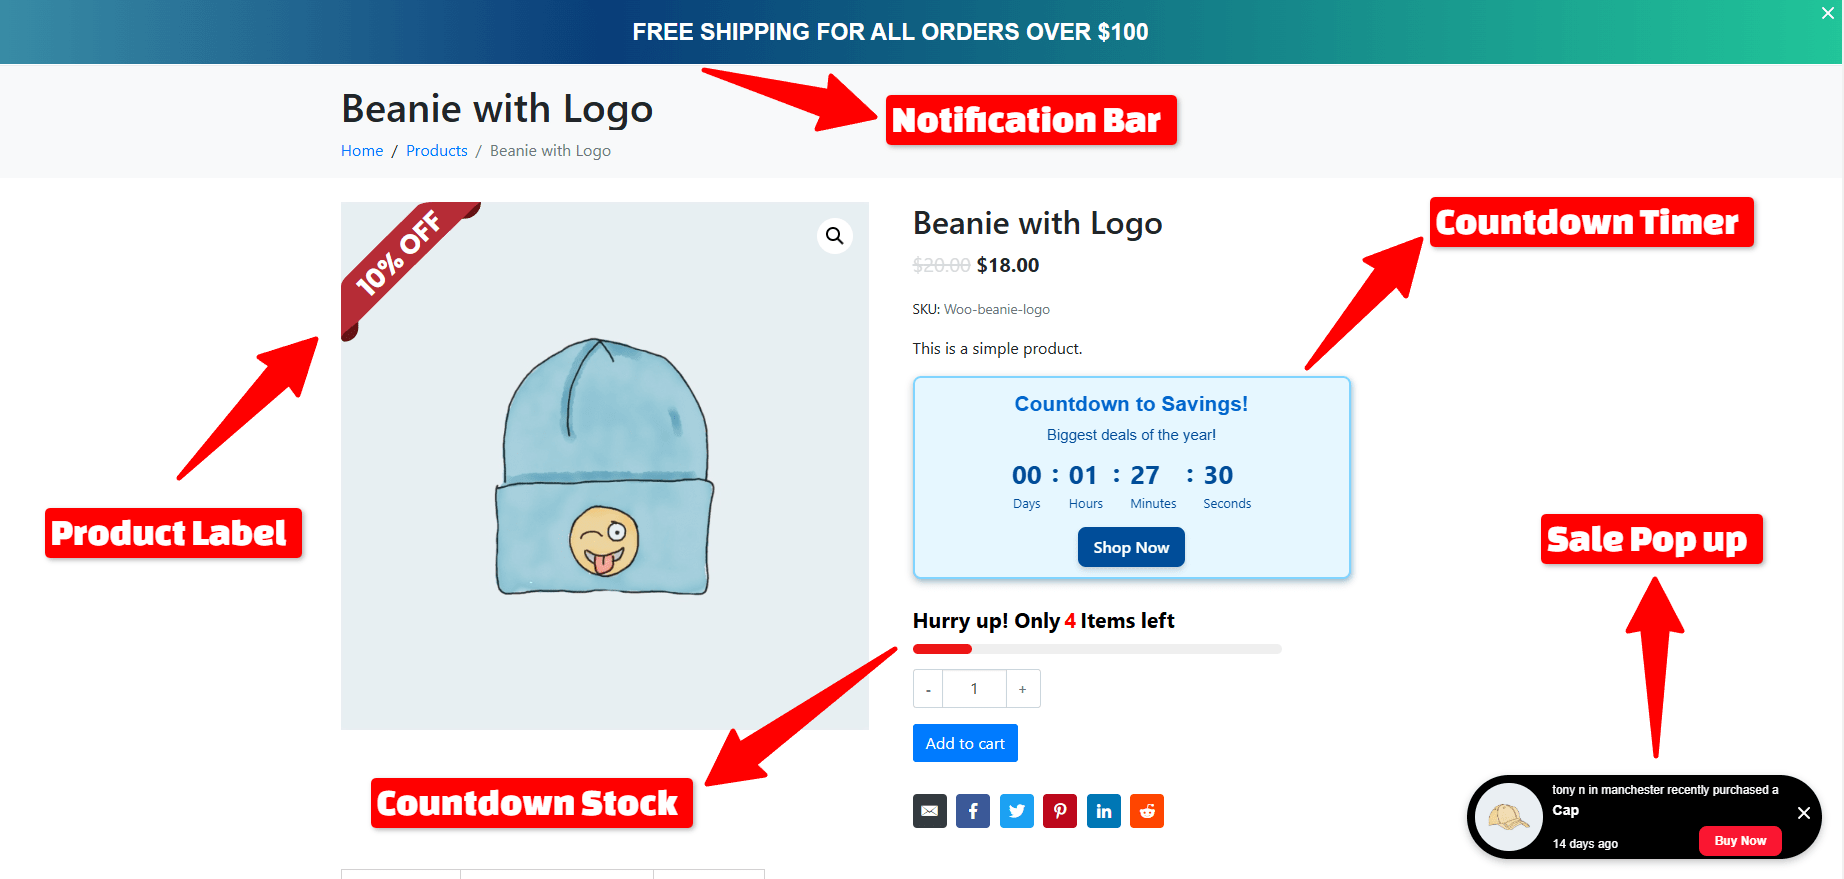 FREE SHIPPING FOR ALL ORDERS OVER $100
Beanie with Logo
Notification Bar
Home / Products / Beanie with Logo
10% OFF
Beanie with Logo
Countdown Timer
$20.00 $18.00
SKU: Woo-beanie-logo
This is a simple product.
Countdown to Savings!
Biggest deals of the year!
00 : 01 : 27 : 30
Days Hours Minutes Seconds
Shop Now
Product Label
Sale Pop up
Hurry up! Only 4 Items left
- 1 +
Add to cart
Countdown Stock
tony n in manchester recently purchased a
Cap
14 days ago
Buy Now